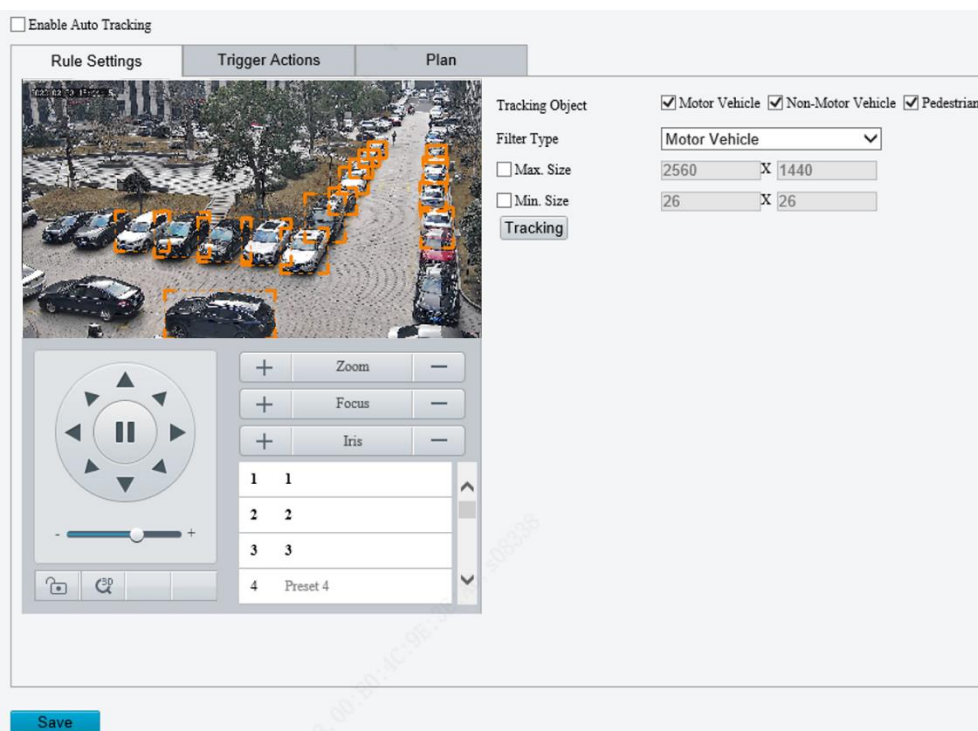 Enable Auto Tracking
Rule Settings Trigger Actions Plan
Tracking Object Motor Vehicle Non-Motor Vehicle Pedestrian
Filter Type Motor Vehicle
Max. Size 2560 X 1440
Min. Size 26 X 26
Tracking
+ Zoom −
+ Focus −
+ Iris −
1 1
2 2
3 3
4 Preset 4
- +
3D
Save